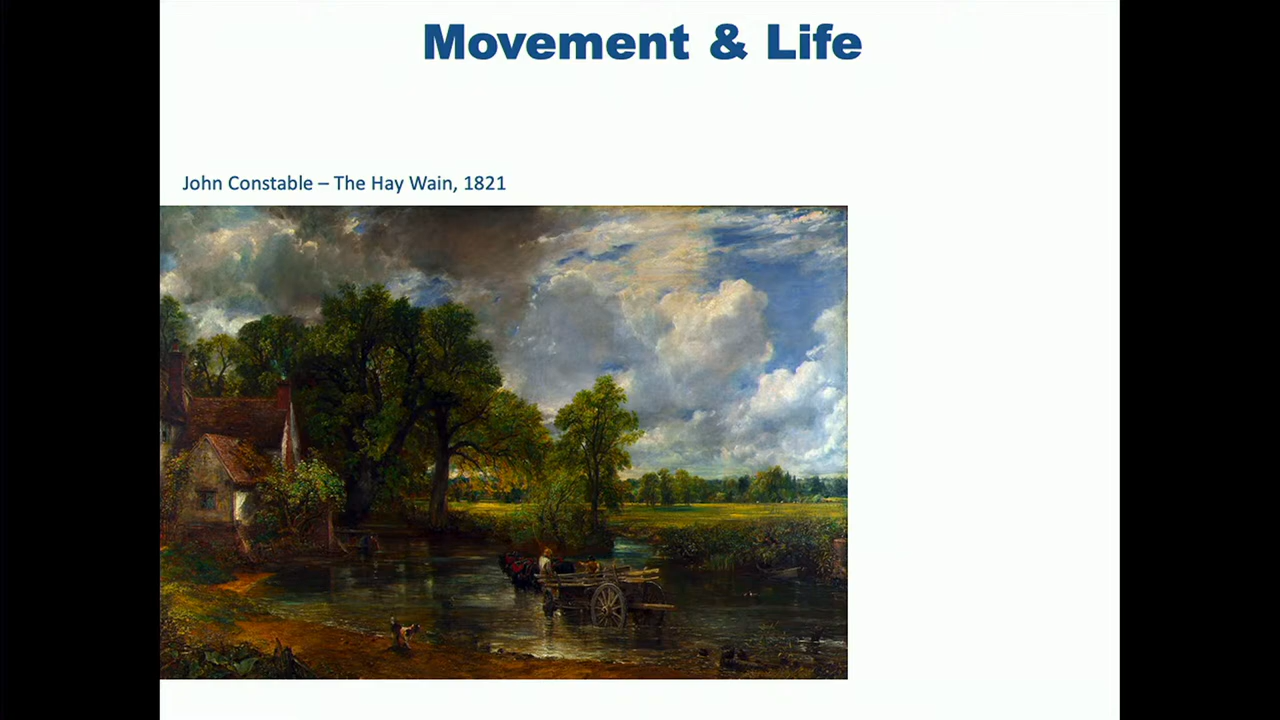 Movement & Life
John Constable – The Hay Wain, 1821